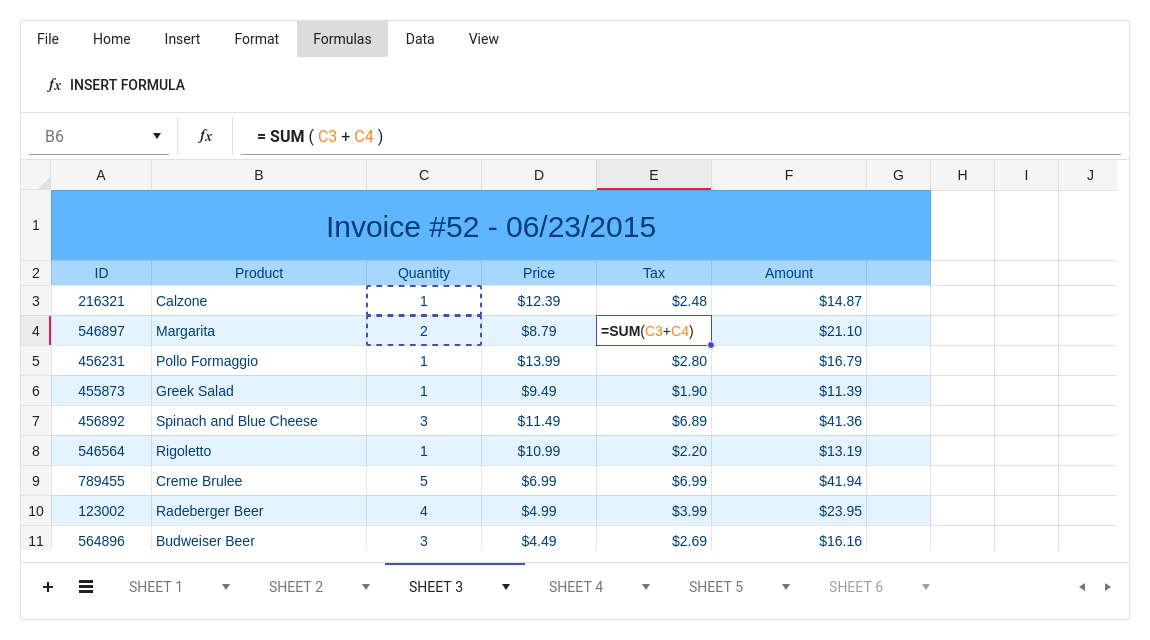 File Home Insert Format Formulas Data View
fx INSERT FORMULA
B6 fx = SUM ( C3 + C4 )
A B C D E F G H I J
1 Invoice #52 - 06/23/2015
2 ID Product Quantity Price Tax Amount
3 216321 Calzone 1 $12.39 $2.48 $14.87
4 546897 Margarita 2 $8.79 =SUM(C3+C4) $21.10
5 456231 Pollo Formaggio 1 $13.99 $2.80 $16.79
6 455873 Greek Salad 1 $9.49 $1.90 $11.39
7 456892 Spinach and Blue Cheese 3 $11.49 $6.89 $41.36
8 546564 Rigoletto 1 $10.99 $2.20 $13.19
9 789455 Creme Brulee 5 $6.99 $6.99 $41.94
10 123002 Radeberger Beer 4 $4.99 $3.99 $23.95
11 564896 Budweiser Beer 3 $4.49 $2.69 $16.16
SHEET 1 SHEET 2 SHEET 3 SHEET 4 SHEET 5 SHEET 6